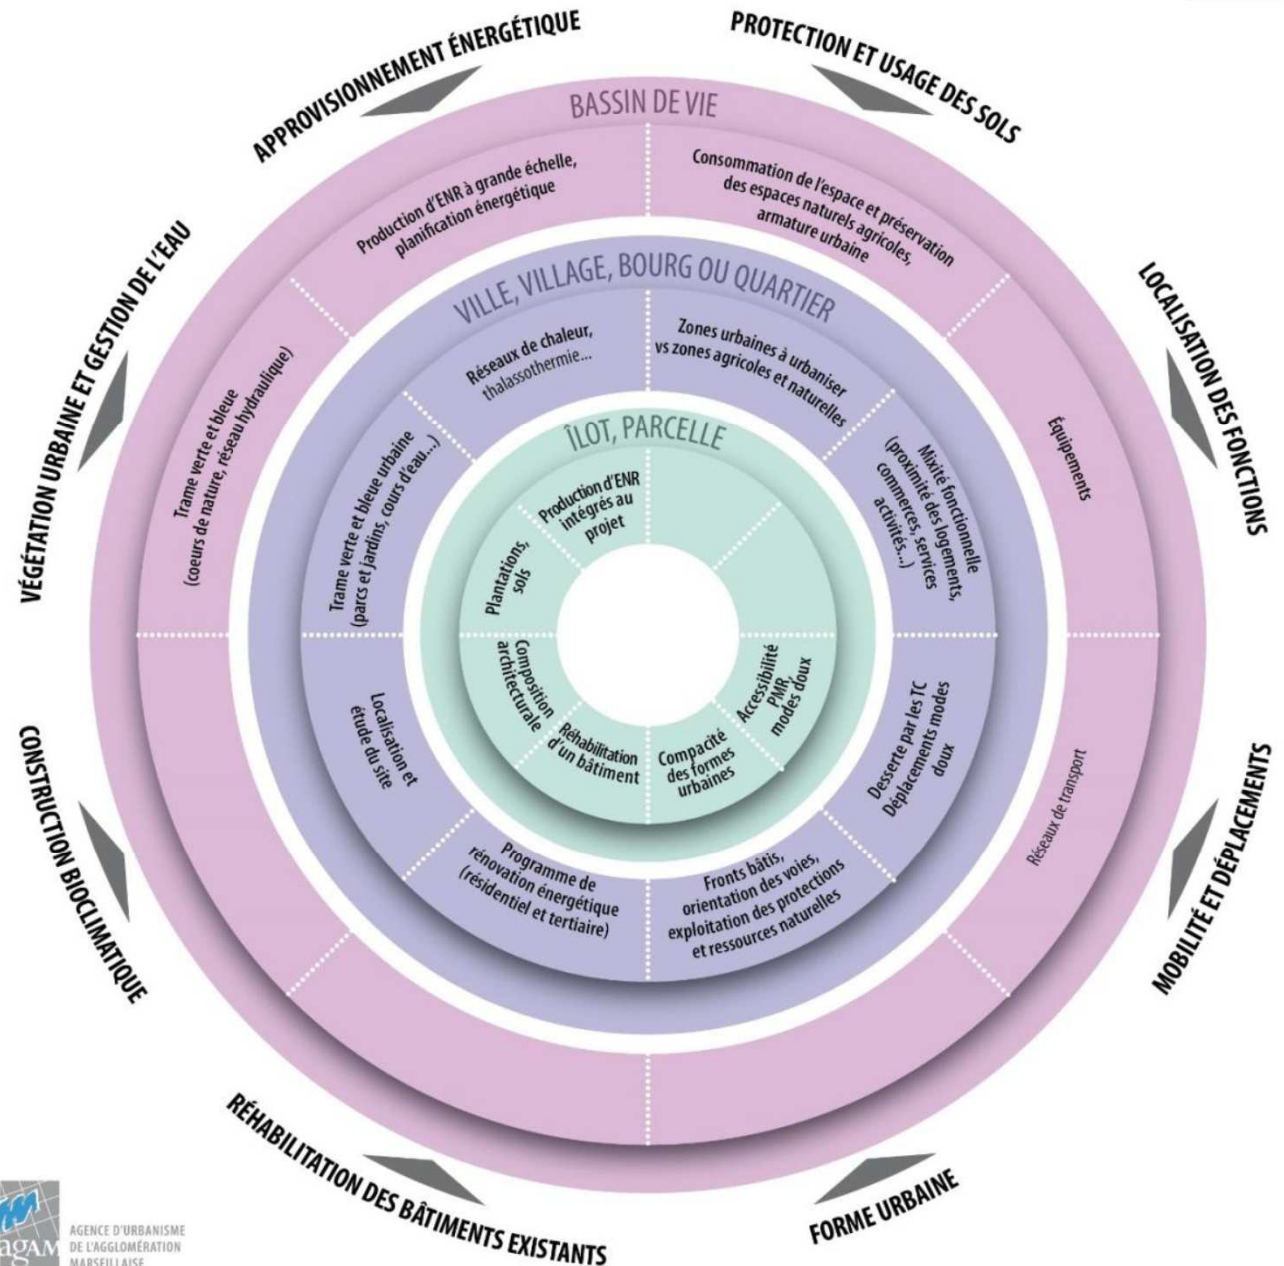 APPROVISIONNEMENT ÉNERGÉTIQUE
PROTECTION ET USAGE DES SOLS
LOCALISATION DES FONCTIONS
MOBILITÉ ET DÉPLACEMENTS
FORME URBAINE
RÉHABILITATION DES BÂTIMENTS EXISTANTS
CONSTRUCTION BIOCLIMATIQUE
VÉGÉTATION URBAINE ET GESTION DE L'EAU
BASSIN DE VIE
Production d'ENR à grande échelle,
planification énergétique
Consommation de l'espace et préservation
des espaces naturels agricoles,
armature urbaine
Équipements
Réseaux de transport
Trame verte et bleue
(coeurs de nature, réseau hydraulique)
VILLE, VILLAGE, BOURG OU QUARTIER
Réseaux de chaleur,
thalassothermie...
Zones urbaines à urbaniser
vs zones agricoles et naturelles
Mixité fonctionnelle
(proximité des logements,
commerces, services
activités...)
Desserte par les TC
Déplacements modes
doux
Fronts bâtis,
orientation des voies,
exploitation des protections
et ressources naturelles
Programme de
rénovation énergétique
(résidentiel et tertiaire)
Localisation et
étude du site
Trame verte et bleue urbaine
(parcs et jardins, cours d'eau...)
ÎLOT, PARCELLE
Production d'ENR
intégrés au
projet
Accessibilité
PMR,
modes doux
Compacité
des formes
urbaines
Réhabilitation
d'un bâtiment
Composition
architecturale
Plantations,
sols
agAM
AGENCE D'URBANISME
DE L'AGGLOMÉRATION
MARSEILLAISE